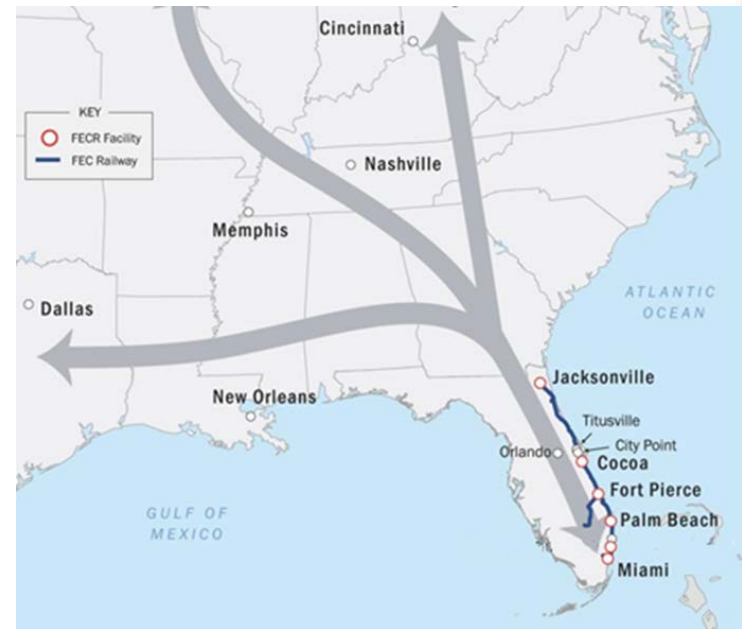 Cincinnati
KEY
FECR Facility
FEC Railway
Nashville
Memphis
ATLANTIC
OCEAN
Dallas
Jacksonville
New Orleans
Titusville
City Point
Orlando
Cocoa
Fort Pierce
GULF OF
MEXICO
Palm Beach
Miami